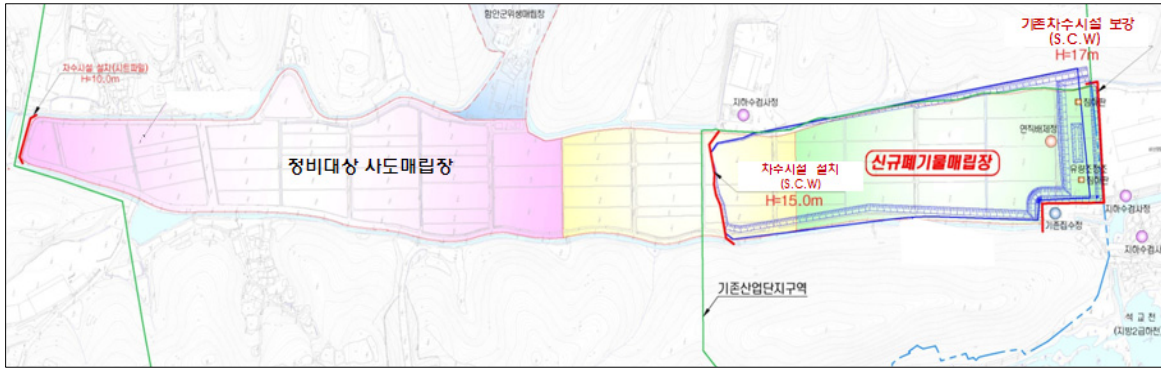 함안군위생매립장
기존차수시설 보강
(S.C.W)
H=17m
차수시설 설치(시트파일)
H=10.0m
지하수검사정
침하판
연직배제정
정비대상 사도매립장
차수시설 설치
(S.C.W)
H=15.0m
신규폐기물매립장
유량조정조
침하판
지하수검사정
기존집수정
지하수검사
기존산업단지구역
석 교 천
(지방2급하천)